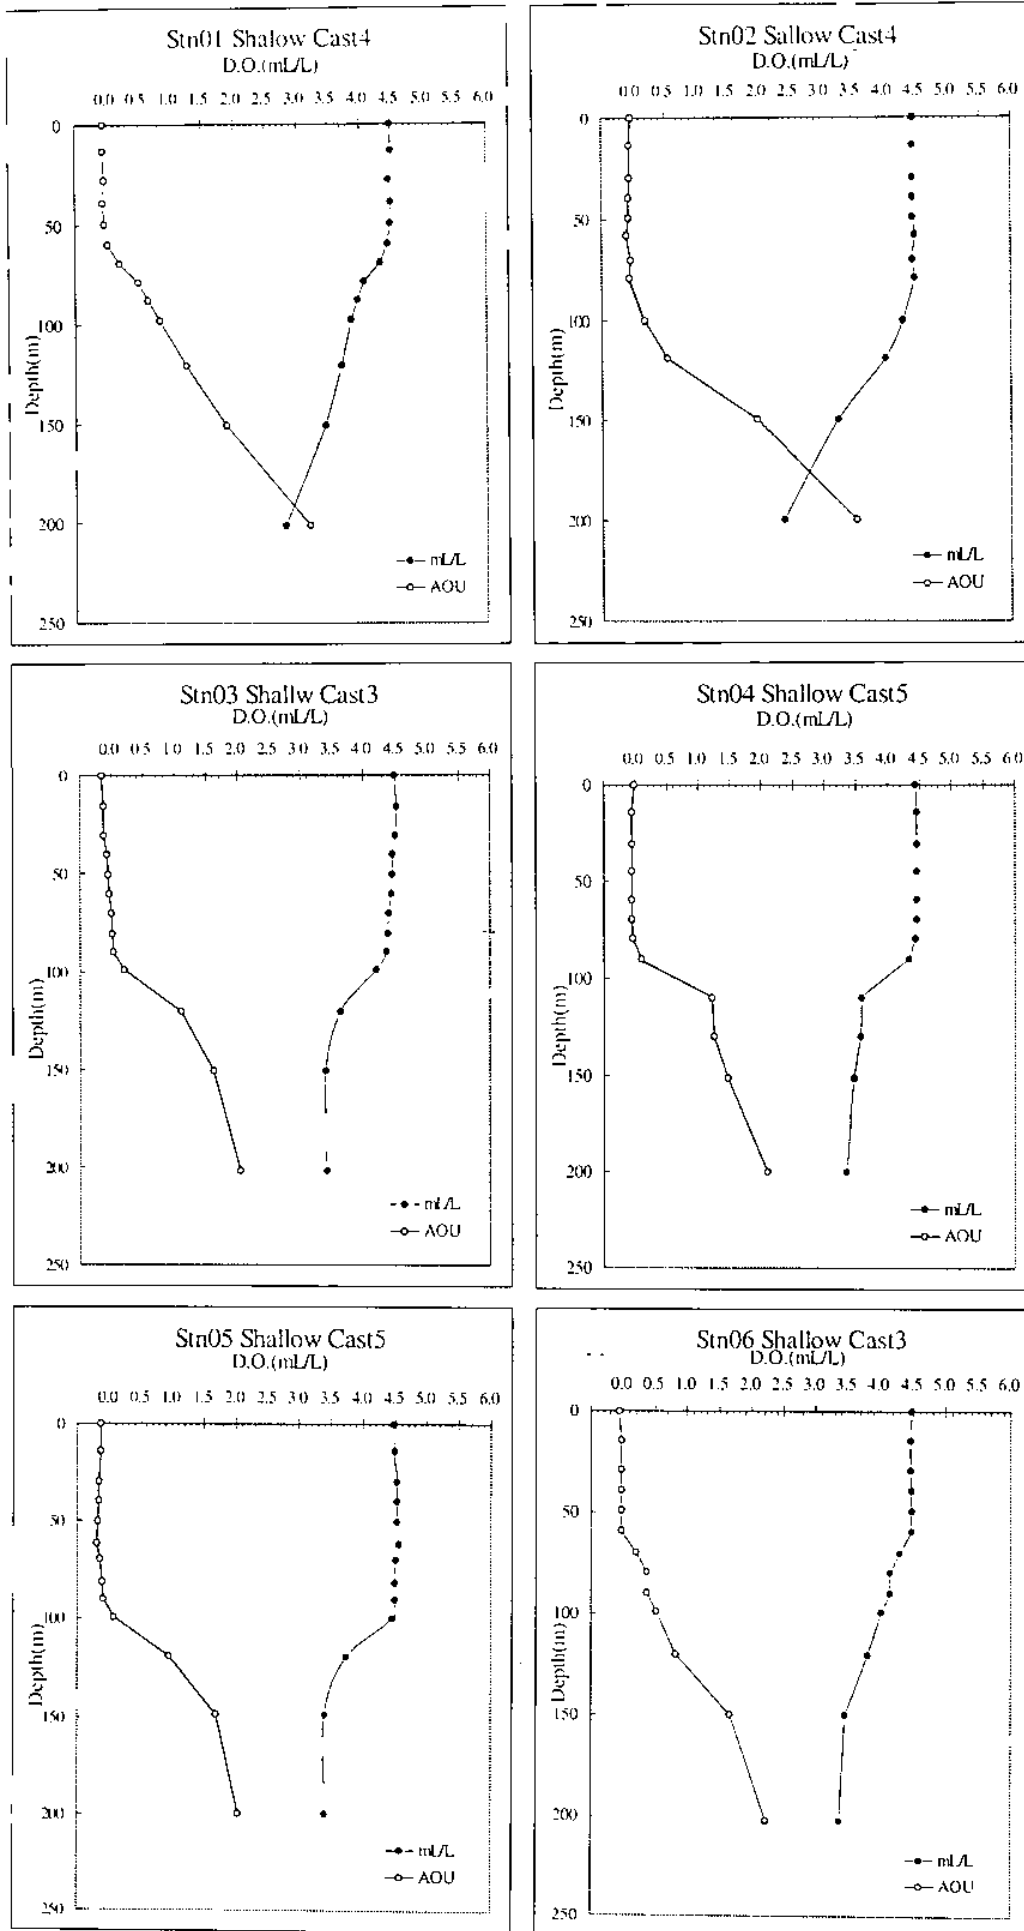 Stn01 Shalow Cast4
D.O.(mL/L)
0.0 0.5 1.0 1.5 2.0 2.5 3.0 3.5 4.0 4.5 5.0 5.5 6.0
0
50
100
150
200
250
Depth(m)
mL/L
AOU
Stn02 Sallow Cast4
D.O.(mL/L)
0.0 0.5 1.0 1.5 2.0 2.5 3.0 3.5 4.0 4.5 5.0 5.5 6.0
0
50
100
150
200
250
Depth(m)
mL/L
AOU
Stn03 Shallw Cast3
D.O.(mL/L)
0.0 0.5 1.0 1.5 2.0 2.5 3.0 3.5 4.0 4.5 5.0 5.5 6.0
0
50
100
150
200
250
Depth(m)
mL/L
AOU
Stn04 Shallow Cast5
D.O.(mL/L)
0.0 0.5 1.0 1.5 2.0 2.5 3.0 3.5 4.0 4.5 5.0 5.5 6.0
0
50
100
150
200
250
Depth(m)
mL/L
AOU
Stn05 Shallow Cast5
D.O.(mL/L)
0.0 0.5 1.0 1.5 2.0 2.5 3.0 3.5 4.0 4.5 5.0 5.5 6.0
0
50
100
150
200
250
Depth(m)
mL/L
AOU
Stn06 Shallow Cast3
D.O.(mL/L)
0.0 0.5 1.0 1.5 2.0 2.5 3.0 3.5 4.0 4.5 5.0 5.5 6.0
0
50
100
150
200
250
Depth(m)
mL/L
AOU